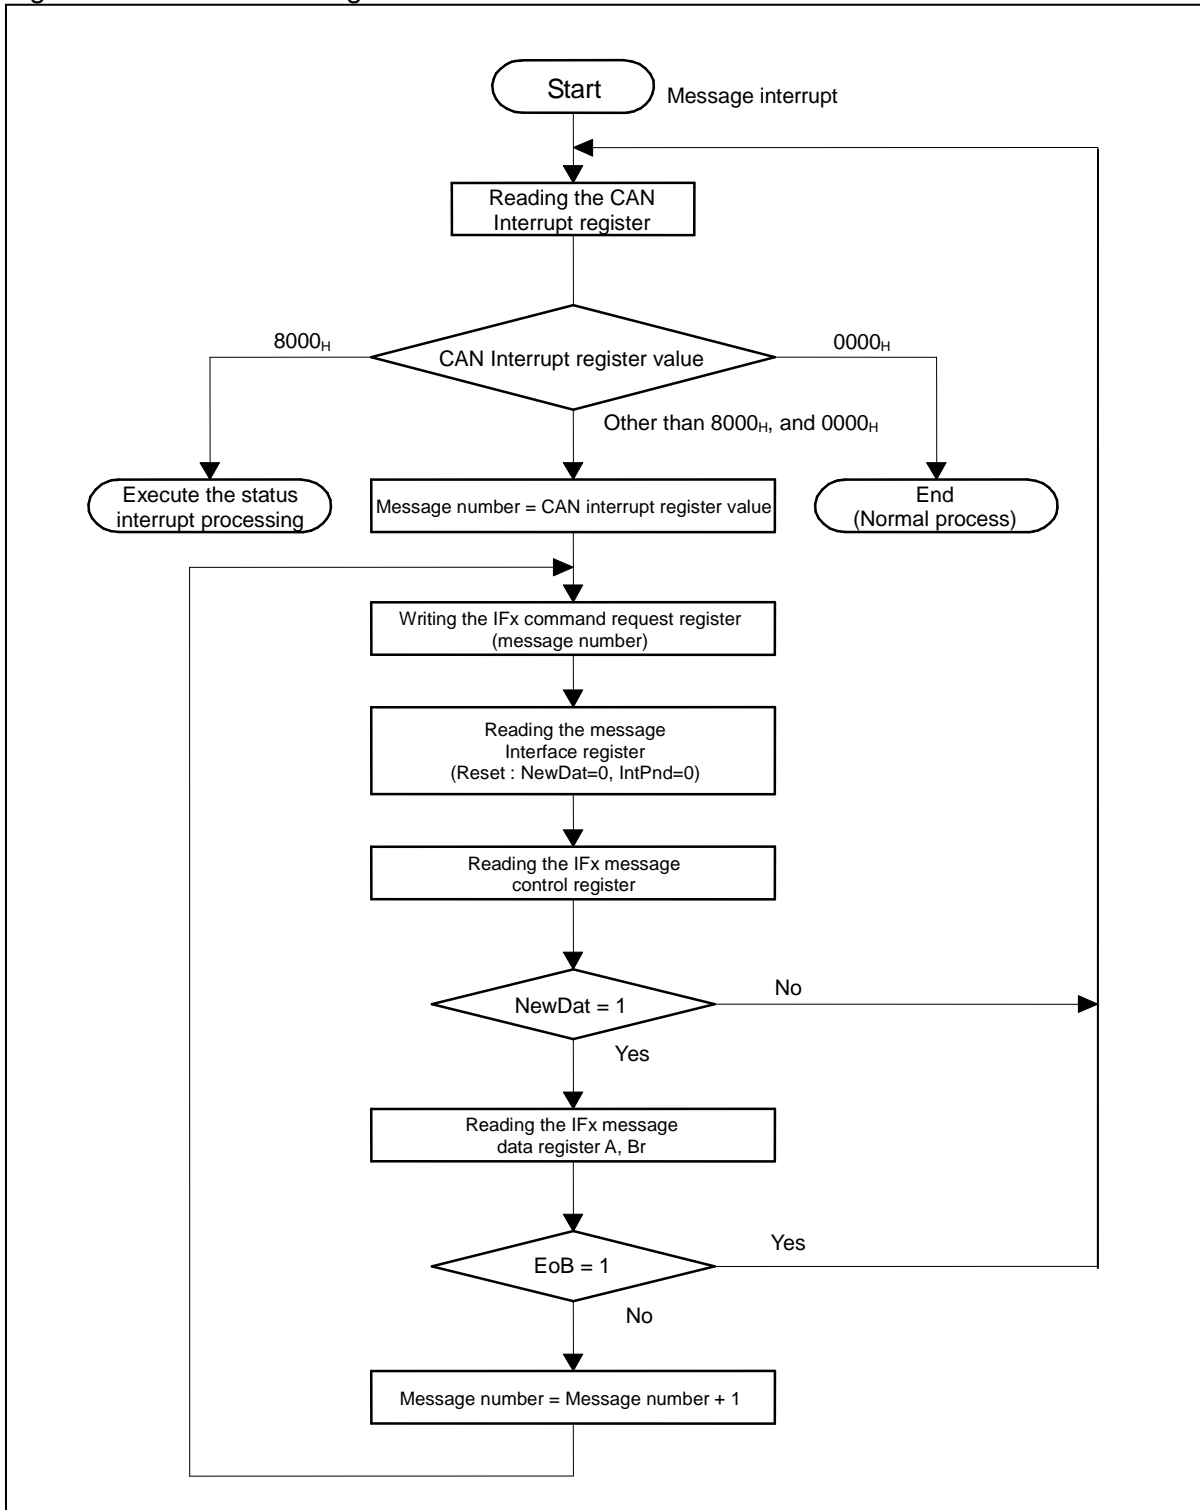 Start
Message interrupt
Reading the CAN
Interrupt register
8000H
CAN Interrupt register value
0000H
Other than 8000H, and 0000H
Execute the status
interrupt processing
Message number = CAN interrupt register value
End
(Normal process)
Writing the IFx command request register
(message number)
Reading the message
Interface register
(Reset : NewDat=0, IntPnd=0)
Reading the IFx message
control register
NewDat = 1
No
Yes
Reading the IFx message
data register A, Br
EoB = 1
Yes
No
Message number = Message number + 1